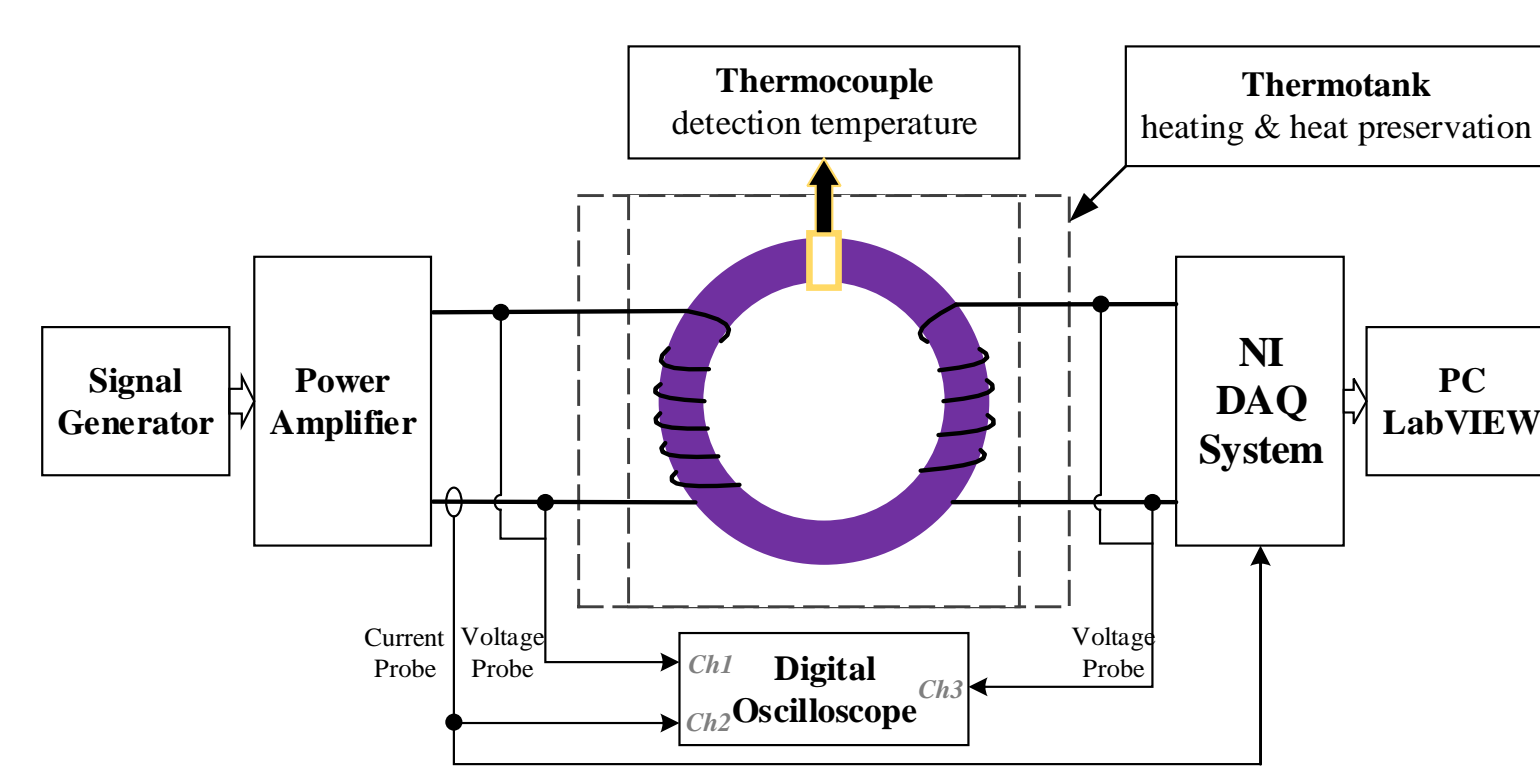 Thermocouple
detection temperature
Thermotank
heating & heat preservation
Signal
Generator
Power
Amplifier
NI
DAQ
System
PC
LabVIEW
Current
Probe
Voltage
Probe
Voltage
Probe
Ch1
Ch2
Digital
Oscilloscope
Ch3